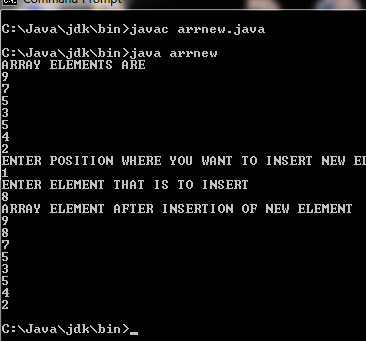 Command Prompt
C:\Java\jdk\bin>javac arrnew.java
C:\Java\jdk\bin>java arrnew
ARRAY ELEMENTS ARE
9
7
5
3
5
4
2
ENTER POSITION WHERE YOU WANT TO INSERT NEW
1
ENTER ELEMENT THAT IS TO INSERT
8
ARRAY ELEMENT AFTER INSERTION OF NEW ELEMENT
9
8
7
5
3
5
4
2
C:\Java\jdk\bin>_